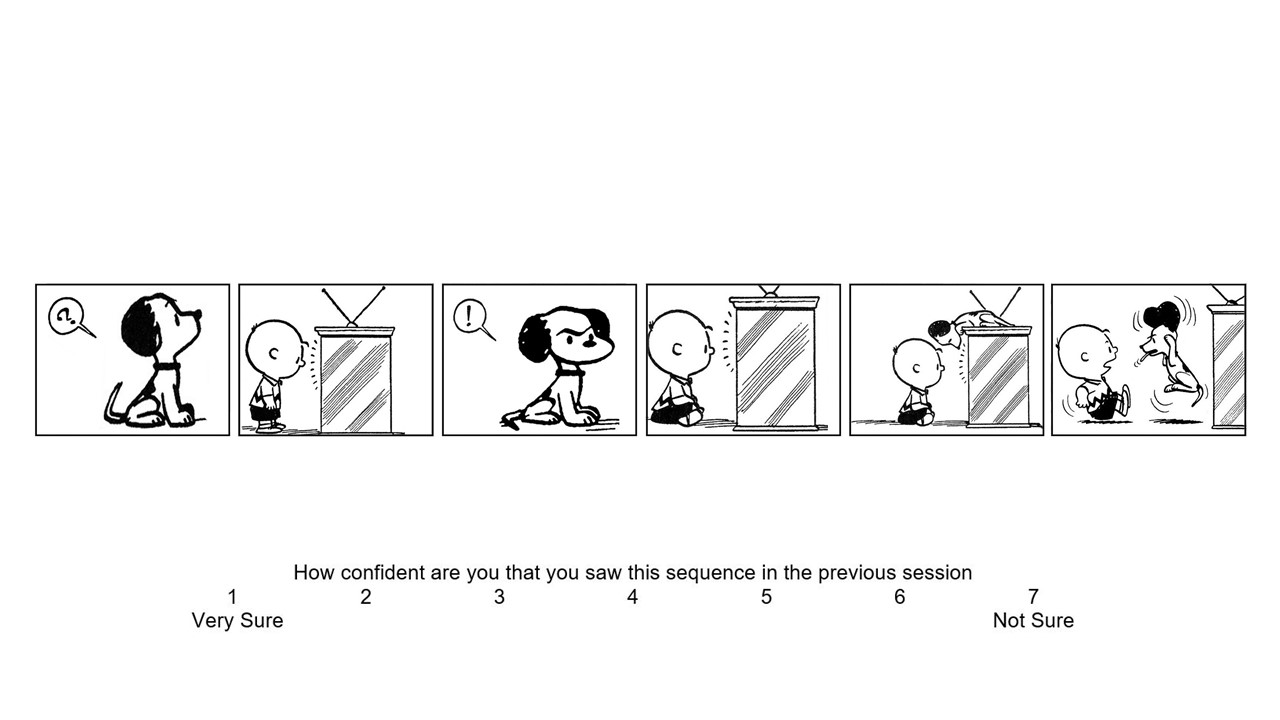 ?
!
How confident are you that you saw this sequence in the previous session
1 2 3 4 5 6 7
Very Sure Not Sure